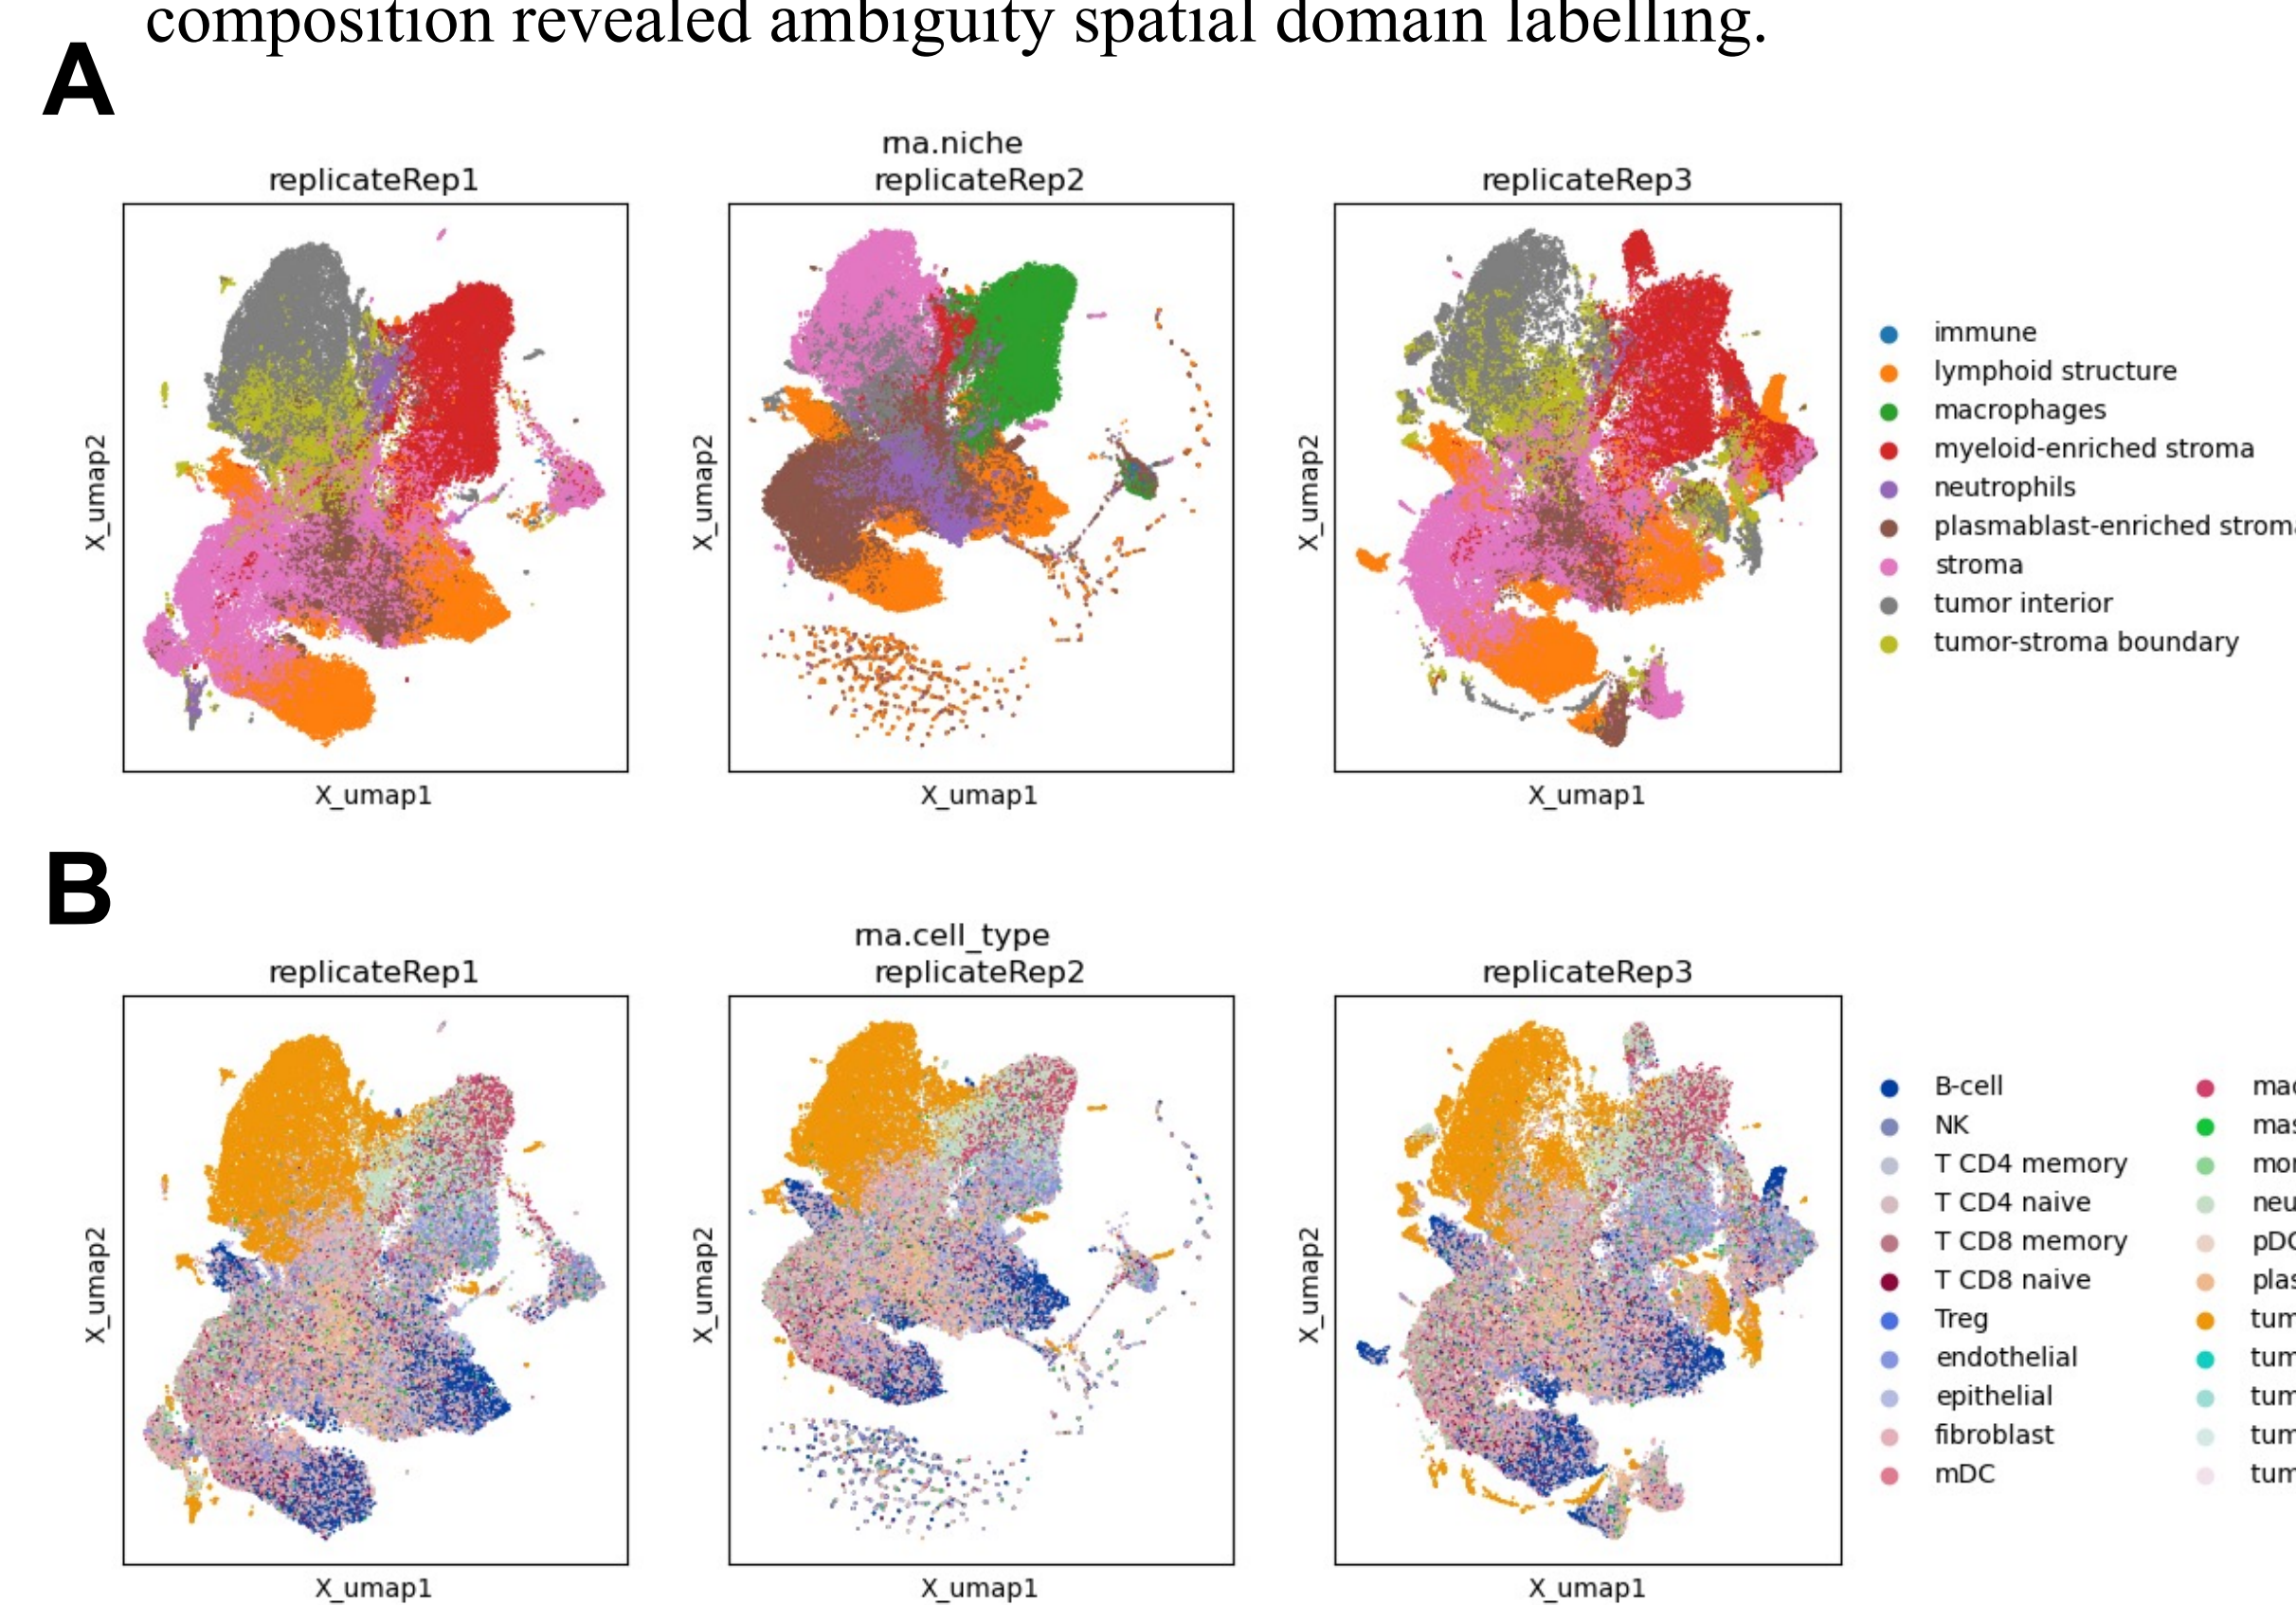 composition revealed ambiguity spatial domain labelling.
A
rna.niche
replicateRep1
replicateRep2
replicateRep3
X_umap2
X_umap2
X_umap2
X_umap1
X_umap1
X_umap1
immune
lymphoid structure
macrophages
myeloid-enriched stroma
neutrophils
plasmablast-enriched stroma
stroma
tumor interior
tumor-stroma boundary
B
rna.cell_type
replicateRep1
replicateRep2
replicateRep3
X_umap2
X_umap2
X_umap2
X_umap1
X_umap1
X_umap1
B-cell
NK
T CD4 memory
T CD4 naive
T CD8 memory
T CD8 naive
Treg
endothelial
epithelial
fibroblast
mDC